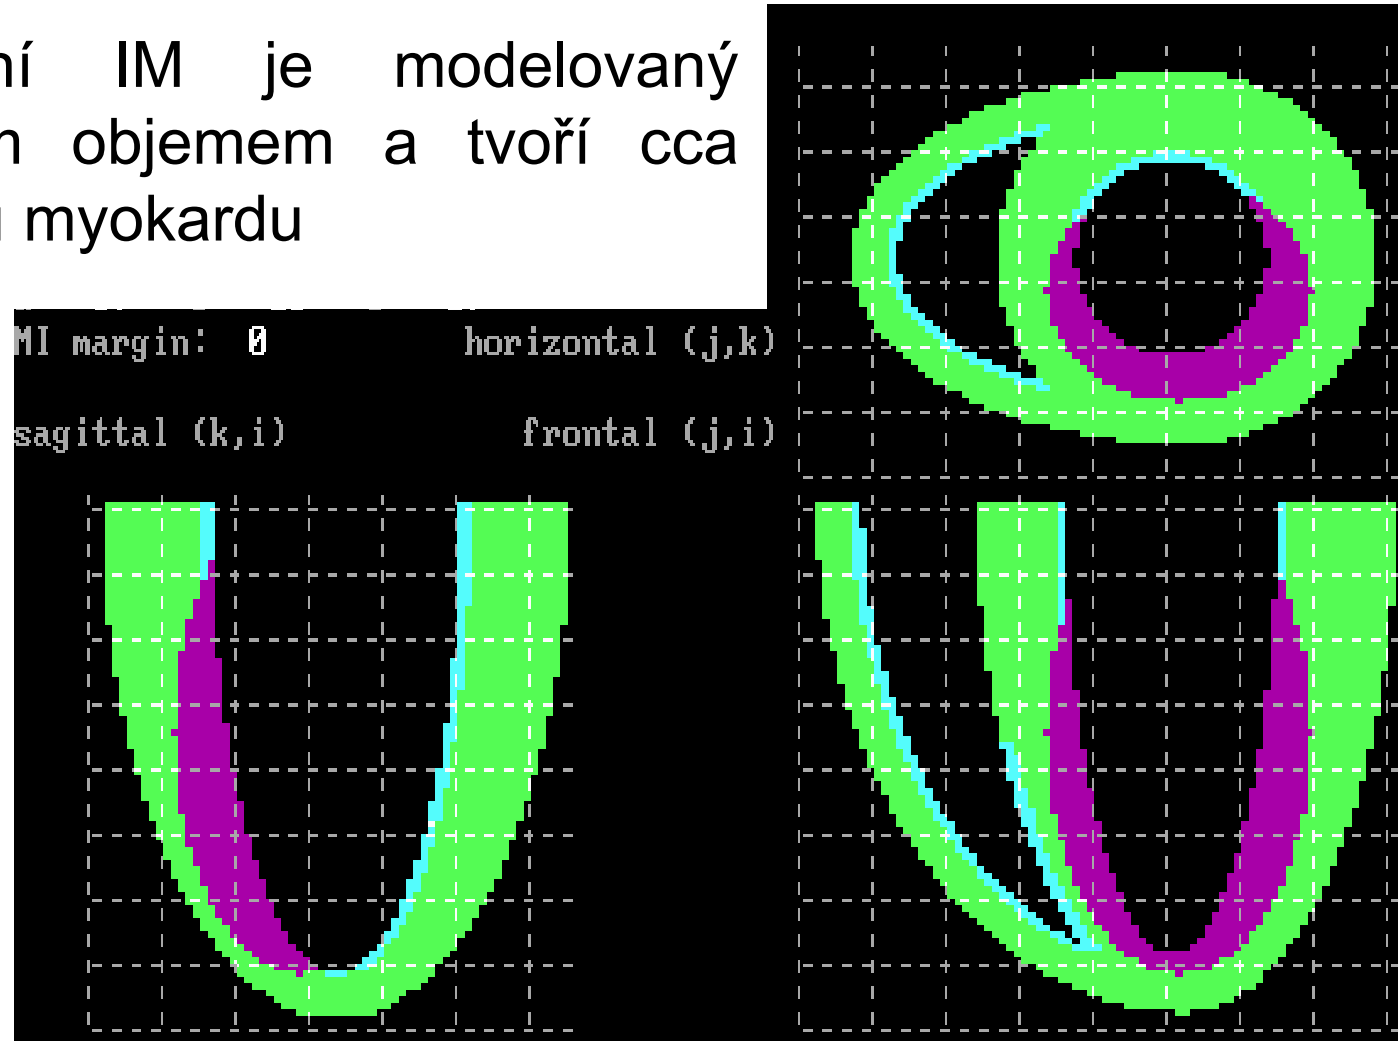 ní IM je modelovaný
m objemem a tvoří cca
u myokardu
MI margin: 0 horizontal (j,k)
sagittal (k,i) frontal (j,i)